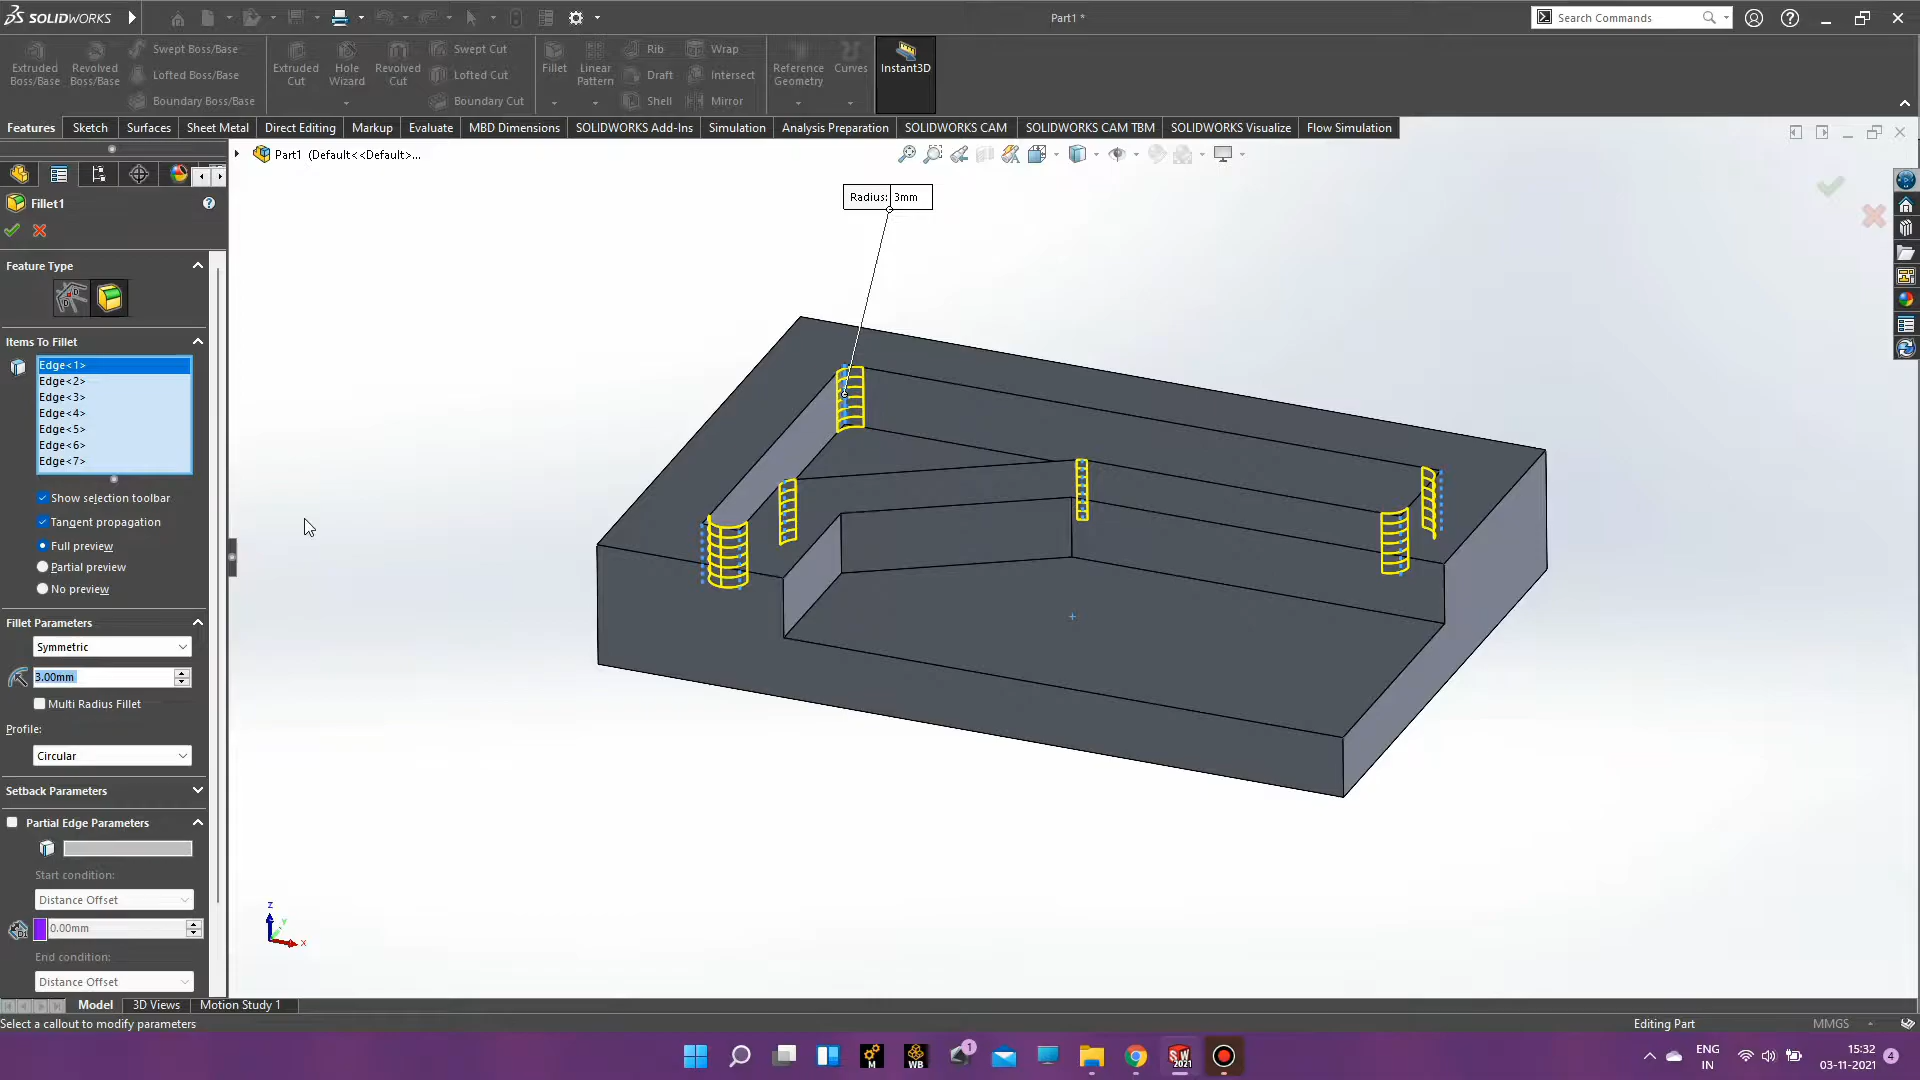 SOLIDWORKS
Part1 *
Search Commands
Extruded Boss/Base
Revolved Boss/Base
Swept Boss/Base
Lofted Boss/Base
Boundary Boss/Base
Extruded Cut
Hole Wizard
Revolved Cut
Swept Cut
Lofted Cut
Boundary Cut
Fillet
Linear Pattern
Rib
Draft
Shell
Wrap
Intersect
Mirror
Reference Geometry
Curves
Instant3D
Features
Sketch
Surfaces
Sheet Metal
Direct Editing
Markup
Evaluate
MBD Dimensions
SOLIDWORKS Add-Ins
Simulation
Analysis Preparation
SOLIDWORKS CAM
SOLIDWORKS CAM TBM
SOLIDWORKS Visualize
Flow Simulation
Part1 (Default<<Default>...
Fillet1
Feature Type
Items To Fillet
Edge<1>
Edge<2>
Edge<3>
Edge<4>
Edge<5>
Edge<6>
Edge<7>
Show selection toolbar
Tangent propagation
Full preview
Partial preview
No preview
Fillet Parameters
Symmetric
3.00mm
Multi Radius Fillet
Profile:
Circular
Setback Parameters
Partial Edge Parameters
Start condition:
Distance Offset
0.00mm
End condition:
Distance Offset
Radius: 3mm
z
y
x
Model
3D Views
Motion Study 1
Select a callout to modify parameters
Editing Part
MMGS
M
WB
1
SW
2021
ENG
IN
15:32
03-11-2021
4